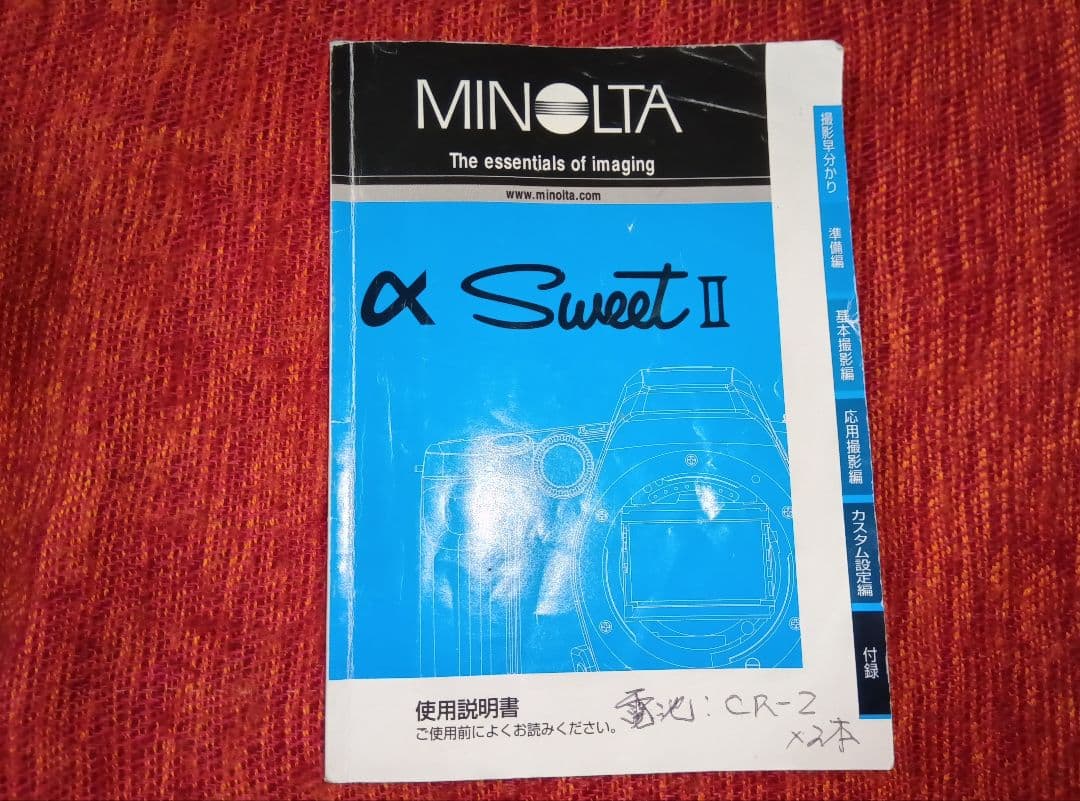 MINOLTA
The essentials of imaging
www.minolta.com
α Sweet II
撮影早分かり
準備編
基本撮影編
応用撮影編
カスタム設定編
付録
使用説明書
ご使用前によくお読みください。
電池：CR-2
×2本